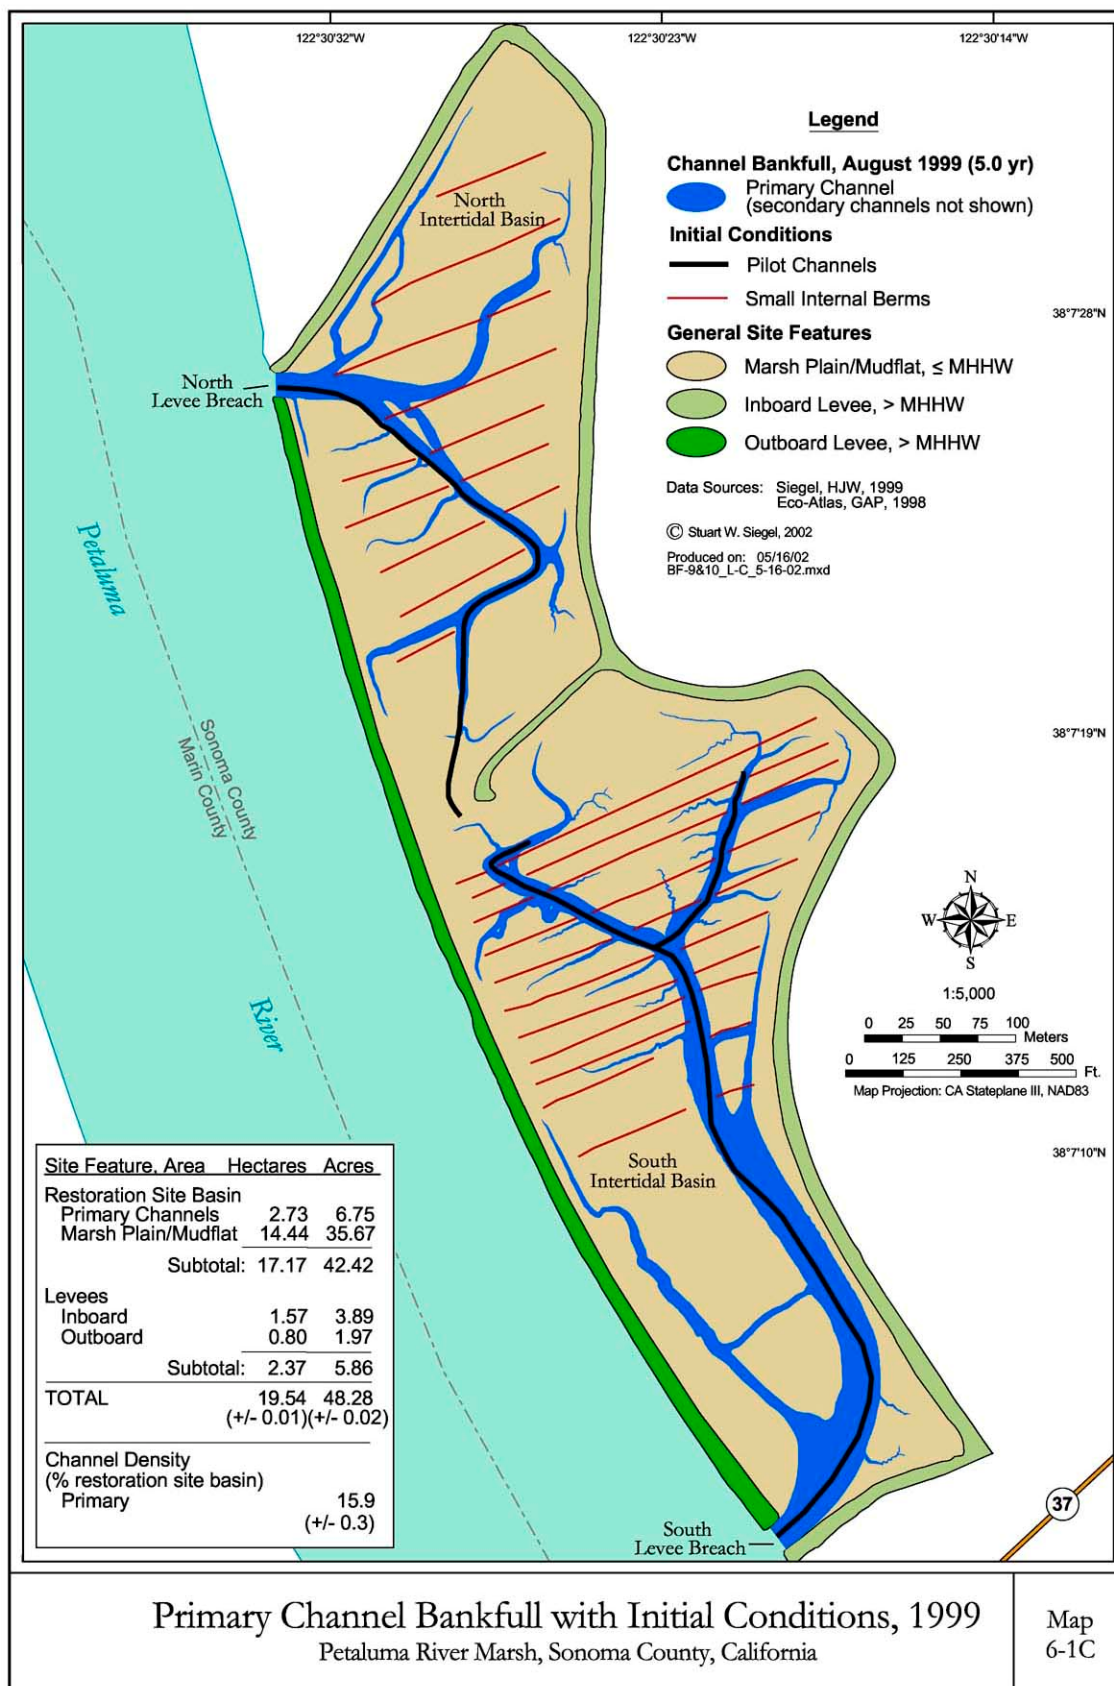 122°30'32"W
122°30'23"W
122°30'14"W
Legend
Channel Bankfull, August 1999 (5.0 yr)
Primary Channel
(secondary channels not shown)
Initial Conditions
Pilot Channels
Small Internal Berms
General Site Features
Marsh Plain/Mudflat, ≤ MHHW
Inboard Levee, > MHHW
Outboard Levee, > MHHW
Data Sources: Siegel, HJW, 1999
Eco-Atlas, GAP, 1998
© Stuart W. Siegel, 2002
Produced on: 05/16/02
BF-9&10_L-C_5-16-02.mxd
North
Intertidal Basin
38°7'28"N
North
Levee Breach
Petaluma
River
Sonoma County
Marin County
38°7'19"N
N
W
E
S
1:5,000
0 25 50 75 100
Meters
0 125 250 375 500
Ft.
Map Projection: CA Stateplane III, NAD83
38°7'10"N
South
Intertidal Basin
Site Feature, Area Hectares Acres
Restoration Site Basin
Primary Channels 2.73 6.75
Marsh Plain/Mudflat 14.44 35.67
Subtotal: 17.17 42.42
Levees
Inboard 1.57 3.89
Outboard 0.80 1.97
Subtotal: 2.37 5.86
TOTAL 19.54 48.28
(+/- 0.01)(+/- 0.02)
Channel Density
(% restoration site basin)
Primary 15.9
(+/- 0.3)
37
South
Levee Breach
Primary Channel Bankfull with Initial Conditions, 1999
Petaluma River Marsh, Sonoma County, California
Map
6-1C